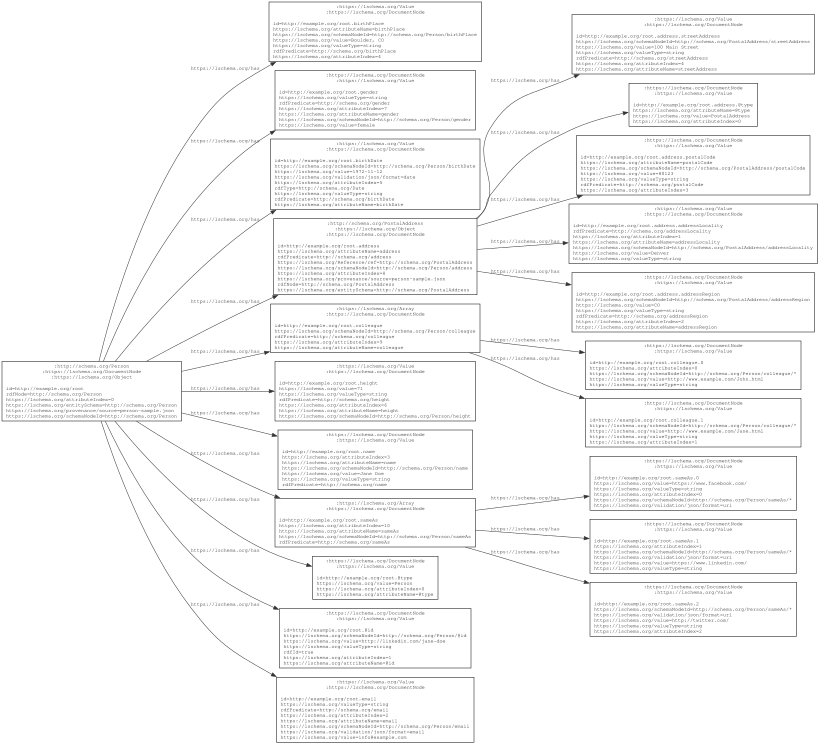 :https://lschema.org/Value
:https://lschema.org/DocumentNode
id=http://example.org/root.birthPlace
https://lschema.org/attributeName=birthPlace
https://lschema.org/schemaNodeId=http://schema.org/Person/birthPlace
https://lschema.org/value=Boulder, CO
https://lschema.org/valueType=string
rdfPredicate=http://schema.org/birthPlace
https://lschema.org/attributeIndex=4
:https://lschema.org/Value
:https://lschema.org/DocumentNode
id=http://example.org/root.gender
https://lschema.org/valueType=string
rdfPredicate=http://schema.org/gender
https://lschema.org/attributeIndex=7
https://lschema.org/attributeName=gender
https://lschema.org/schemaNodeId=http://schema.org/Person/gender
https://lschema.org/value=female
:https://lschema.org/Value
:https://lschema.org/DocumentNode
id=http://example.org/root.birthDate
https://lschema.org/schemaNodeId=http://schema.org/Person/birthDate
https://lschema.org/value=1972-11-12
https://lschema.org/validation/json/format=date
https://lschema.org/attributeIndex=5
rdfType=http://schema.org/Date
https://lschema.org/valueType=string
rdfPredicate=http://schema.org/birthDate
https://lschema.org/attributeName=birthDate
:http://schema.org/PostalAddress
:https://lschema.org/Object
:https://lschema.org/DocumentNode
id=http://example.org/root.address
https://lschema.org/attributeName=address
rdfPredicate=http://schema.org/address
https://lschema.org/Reference/ref=http://schema.org/PostalAddress
https://lschema.org/schemaNodeId=http://schema.org/Person/address
https://lschema.org/provenance/source=person-sample.json
rdfNode=http://schema.org/PostalAddress
https://lschema.org/entitySchema=http://schema.org/PostalAddress
:https://lschema.org/Array
:https://lschema.org/DocumentNode
id=http://example.org/root.colleague
https://lschema.org/schemaNodeId=http://schema.org/Person/colleague
rdfPredicate=http://schema.org/colleague
https://lschema.org/attributeName=colleague
:http://schema.org/Person
:https://lschema.org/DocumentNode
:https://lschema.org/Object
id=http://example.org/root
rdfNode=http://schema.org/Person
https://lschema.org/attributeIndex=0
https://lschema.org/entitySchema=http://schema.org/Person
https://lschema.org/provenance/source=person-sample.json
https://lschema.org/schemaNodeId=http://schema.org/Person
:https://lschema.org/Value
:https://lschema.org/DocumentNode
id=http://example.org/root.height
https://lschema.org/value=71
https://lschema.org/valueType=string
rdfPredicate=http://schema.org/height
https://lschema.org/attributeName=height
https://lschema.org/schemaNodeId=http://schema.org/Person/height
:https://lschema.org/DocumentNode
:https://lschema.org/Value
id=http://example.org/root.name
https://lschema.org/attributeIndex=3
https://lschema.org/attributeName=name
https://lschema.org/schemaNodeId=http://schema.org/Person/name
https://lschema.org/value=Jane Doe
https://lschema.org/valueType=string
rdfPredicate=http://schema.org/name
:https://lschema.org/Array
:https://lschema.org/DocumentNode
id=http://example.org/root.sameAs
https://lschema.org/attributeIndex=10
https://lschema.org/attributeName=sameAs
https://lschema.org/schemaNodeId=http://schema.org/Person/sameAs
rdfPredicate=http://schema.org/sameAs
:https://lschema.org/DocumentNode
:https://lschema.org/Value
id=http://example.org/root.@type
https://lschema.org/value=Person
https://lschema.org/attributeName=@type
:https://lschema.org/DocumentNode
:https://lschema.org/Value
id=http://example.org/root.@id
https://lschema.org/schemaNodeId=http://schema.org/Person/@id
https://lschema.org/value=http://linkedin.com/jane-doe
https://lschema.org/valueType=string
rdfId=true
https://lschema.org/attributeIndex=1
https://lschema.org/attributeName=@id
:https://lschema.org/Value
:https://lschema.org/DocumentNode
id=http://example.org/root.email
https://lschema.org/valueType=string
rdfPredicate=http://schema.org/email
https://lschema.org/attributeIndex=2
https://lschema.org/attributeName=email
https://lschema.org/schemaNodeId=http://schema.org/Person/email
https://lschema.org/validation/json/format=email
https://lschema.org/value=info@example.com
https://lschema.org/has
https://lschema.org/has
https://lschema.org/has
https://lschema.org/has
https://lschema.org/has
https://lschema.org/has
https://lschema.org/has
https://lschema.org/has
https://lschema.org/has
https://lschema.org/has
https://lschema.org/has
:https://lschema.org/DocumentNode
:https://lschema.org/Value
id=http://example.org/root.address.streetAddress
https://lschema.org/schemaNodeId=http://schema.org/PostalAddress/streetAddress
https://lschema.org/value=100 Main Street
https://lschema.org/valueType=string
rdfPredicate=http://schema.org/streetAddress
https://lschema.org/attributeIndex=4
https://lschema.org/attributeName=streetAddress
:https://lschema.org/DocumentNode
:https://lschema.org/Value
id=http://example.org/root.address.@type
https://lschema.org/attributeName=@type
https://lschema.org/value=PostalAddress
https://lschema.org/attributeIndex=0
:https://lschema.org/DocumentNode
:https://lschema.org/Value
id=http://example.org/root.address.postalCode
https://lschema.org/attributeName=postalCode
https://lschema.org/schemaNodeId=http://schema.org/PostalAddress/postalCode
https://lschema.org/value=80123
https://lschema.org/valueType=string
rdfPredicate=http://schema.org/postalCode
https://lschema.org/attributeIndex=3
:https://lschema.org/DocumentNode
:https://lschema.org/Value
id=http://example.org/root.address.addressLocality
rdfPredicate=http://schema.org/addressLocality
https://lschema.org/attributeIndex=1
https://lschema.org/attributeName=addressLocality
https://lschema.org/schemaNodeId=http://schema.org/PostalAddress/addressLocality
https://lschema.org/value=Denver
https://lschema.org/valueType=string
:https://lschema.org/DocumentNode
:https://lschema.org/Value
id=http://example.org/root.address.addressRegion
https://lschema.org/schemaNodeId=http://schema.org/PostalAddress/addressRegion
https://lschema.org/value=CO
https://lschema.org/valueType=string
rdfPredicate=http://schema.org/addressRegion
https://lschema.org/attributeIndex=2
https://lschema.org/attributeName=addressRegion
:https://lschema.org/DocumentNode
:https://lschema.org/Value
id=http://example.org/root.colleague.0
https://lschema.org/attributeIndex=0
https://lschema.org/schemaNodeId=http://schema.org/Person/colleague/*
https://lschema.org/value=http://www.example.com/John.html
https://lschema.org/valueType=string
:https://lschema.org/DocumentNode
:https://lschema.org/Value
id=http://example.org/root.colleague.1
https://lschema.org/schemaNodeId=http://schema.org/Person/colleague/*
https://lschema.org/value=http://www.example.com/Jane.html
https://lschema.org/valueType=string
https://lschema.org/attributeIndex=1
:https://lschema.org/DocumentNode
:https://lschema.org/Value
id=http://example.org/root.sameAs.0
https://lschema.org/value=https://www.facebook.com/
https://lschema.org/valueType=string
https://lschema.org/attributeIndex=0
https://lschema.org/schemaNodeId=http://schema.org/Person/sameAs/*
https://lschema.org/validation/json/format=uri
:https://lschema.org/DocumentNode
:https://lschema.org/Value
id=http://example.org/root.sameAs.1
https://lschema.org/attributeIndex=1
https://lschema.org/schemaNodeId=http://schema.org/Person/sameAs/*
https://lschema.org/validation/json/format=uri
https://lschema.org/value=https://www.linkedin.com/
https://lschema.org/valueType=string
:https://lschema.org/DocumentNode
:https://lschema.org/Value
id=http://example.org/root.sameAs.2
https://lschema.org/schemaNodeId=http://schema.org/Person/sameAs/*
https://lschema.org/validation/json/format=uri
https://lschema.org/value=http://twitter.com/
https://lschema.org/valueType=string
https://lschema.org/attributeIndex=2
https://lschema.org/has
https://lschema.org/has
https://lschema.org/has
https://lschema.org/has
https://lschema.org/has
https://lschema.org/has
https://lschema.org/has
https://lschema.org/has
https://lschema.org/has
https://lschema.org/has